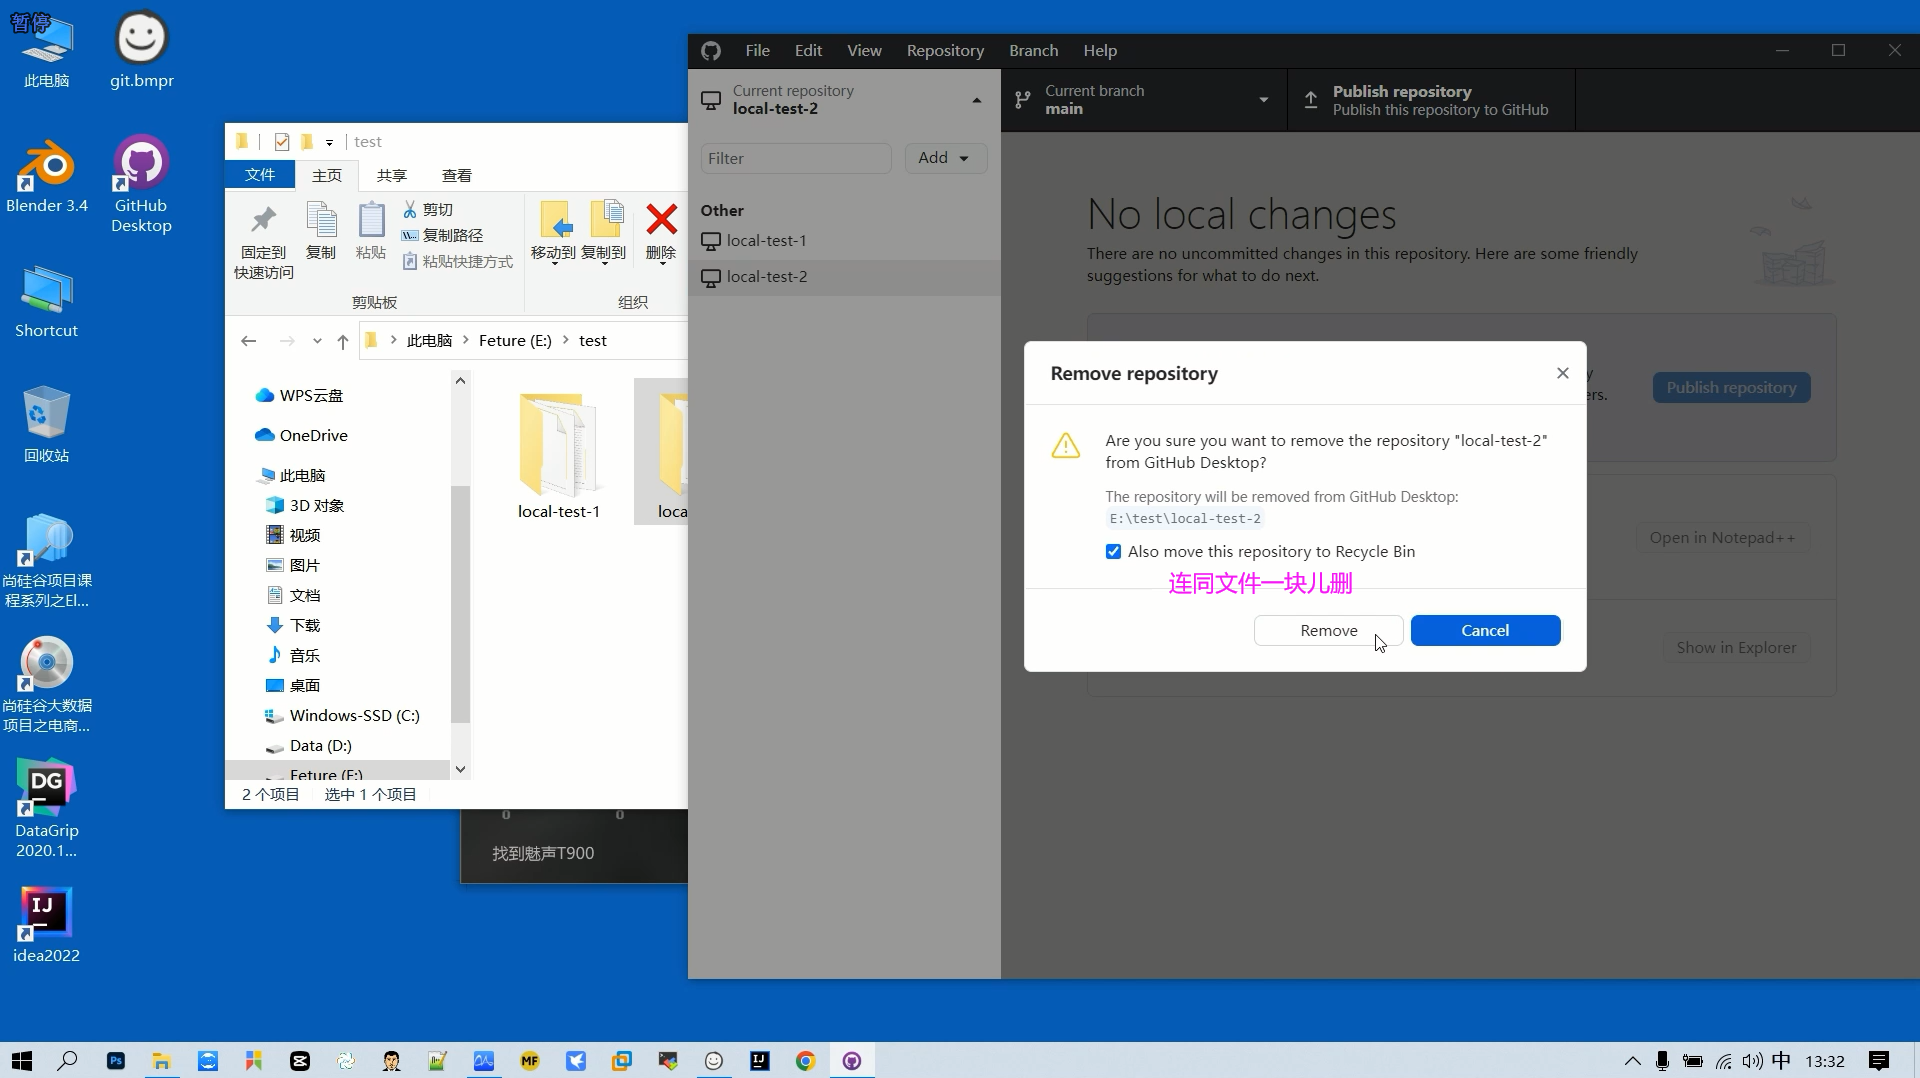 暂停
此电脑
git.bmpr
Blender 3.4
GitHub
Desktop
Shortcut
回收站
尚硅谷项目课
程系列之El...
尚硅谷大数据
项目之电商...
DG
DataGrip
2020.1...
IJ
idea2022
test
文件
主页
共享
查看
固定到
快速访问
复制
粘贴
剪切
复制路径
粘贴快捷方式
剪贴板
移动到
复制到
删除
组织
此电脑
Feture (E:)
test
WPS云盘
OneDrive
此电脑
3D 对象
视频
图片
文档
下载
音乐
桌面
Windows-SSD (C:)
Data (D:)
Feture (E:)
local-test-1
loca
2 个项目
选中 1 个项目
0
0
找到魅声T900
File
Edit
View
Repository
Branch
Help
Current repository
local-test-2
Current branch
main
Publish repository
Publish this repository to GitHub
Filter
Add
Other
local-test-1
local-test-2
No local changes
There are no uncommitted changes in this repository. Here are some friendly
suggestions for what to do next.
y
ers.
Publish repository
Open in Notepad++
Show in Explorer
Remove repository
Are you sure you want to remove the repository "local-test-2"
from GitHub Desktop?
The repository will be removed from GitHub Desktop:
E:\test\local-test-2
Also move this repository to Recycle Bin
连同文件一块儿删
Remove
Cancel
Ps
MF
IJ
中
13:32